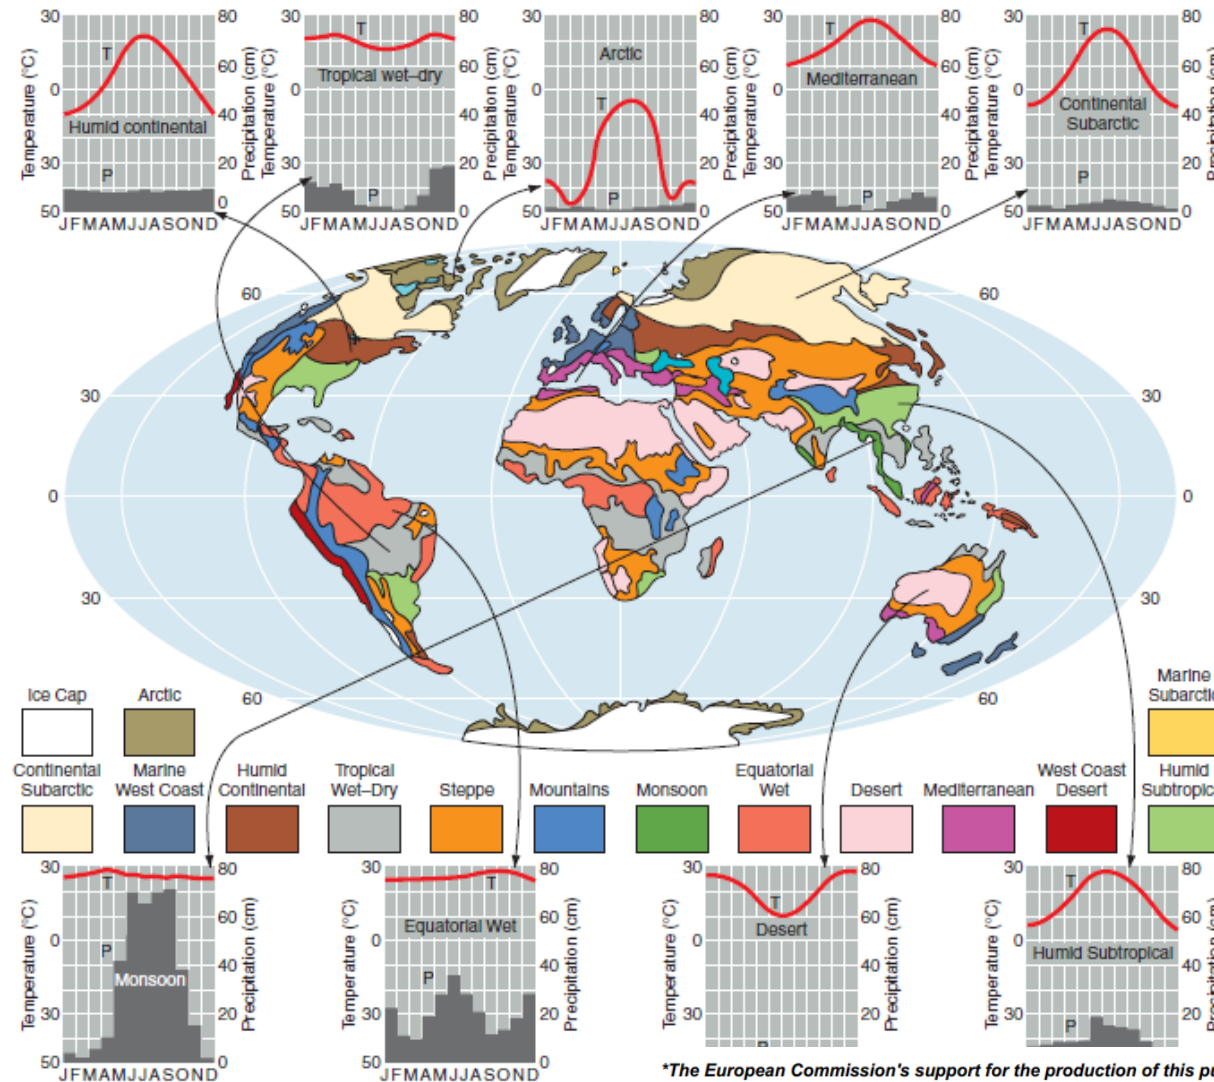 30
80
30
80
30
80
30
80
30
80
Temperature (°C)
Precipitation (cm)
Temperature (°C)
Precipitation (cm)
Temperature (°C)
Precipitation (cm)
Temperature (°C)
Precipitation (cm)
Temperature (°C)
Precipitation (cm)
T
T
Arctic
T
T
60
Tropical wet–dry
60
60
Mediterranean
60
60
0
0
0
0
0
T
Continental
Subarctic
Humid continental
40
40
40
40
40
30
P
20
30
20
30
20
30
20
30
P
20
P
P
P
50
0
50
0
50
0
50
0
50
0
JFMAMJJASOND
JFMAMJJASOND
JFMAMJJASOND
JFMAMJJASOND
JFMAMJJASOND
60
60
30
30
0
0
30
30
60
60
Ice Cap
Arctic
Marine
Subarctic
Continental
Subarctic
Marine
West Coast
Humid
Continental
Tropical
Wet–Dry
Steppe
Mountains
Monsoon
Equatorial
Wet
Desert
Mediterranean
West Coast
Desert
Humid
Subtropic
30
80
30
80
30
80
30
80
Temperature (°C)
Precipitation (cm)
Temperature (°C)
Precipitation (cm)
Temperature (°C)
Precipitation (cm)
Temperature (°C)
Precipitation (cm)
T
T
T
T
60
60
60
60
0
P
Equatorial Wet
0
Desert
0
Humid Subtropical
0
Monsoon
40
P
40
40
40
30
20
30
20
30
20
30
P
20
50
0
50
0
JFMAMJJASOND
JFMAMJJASOND
*The European Commission's support for the production of this pu